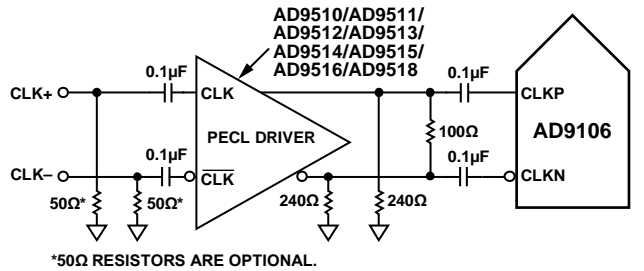 AD9510/AD9511/
AD9512/AD9513/
AD9514/AD9515/
AD9516/AD9518
0.1µF
0.1µF
CLK+
CLK
CLKP
PECL DRIVER
100Ω
AD9106
0.1µF
0.1µF
CLK–
CLK
CLKN
50Ω*
50Ω*
240Ω
240Ω
*50Ω RESISTORS ARE OPTIONAL.